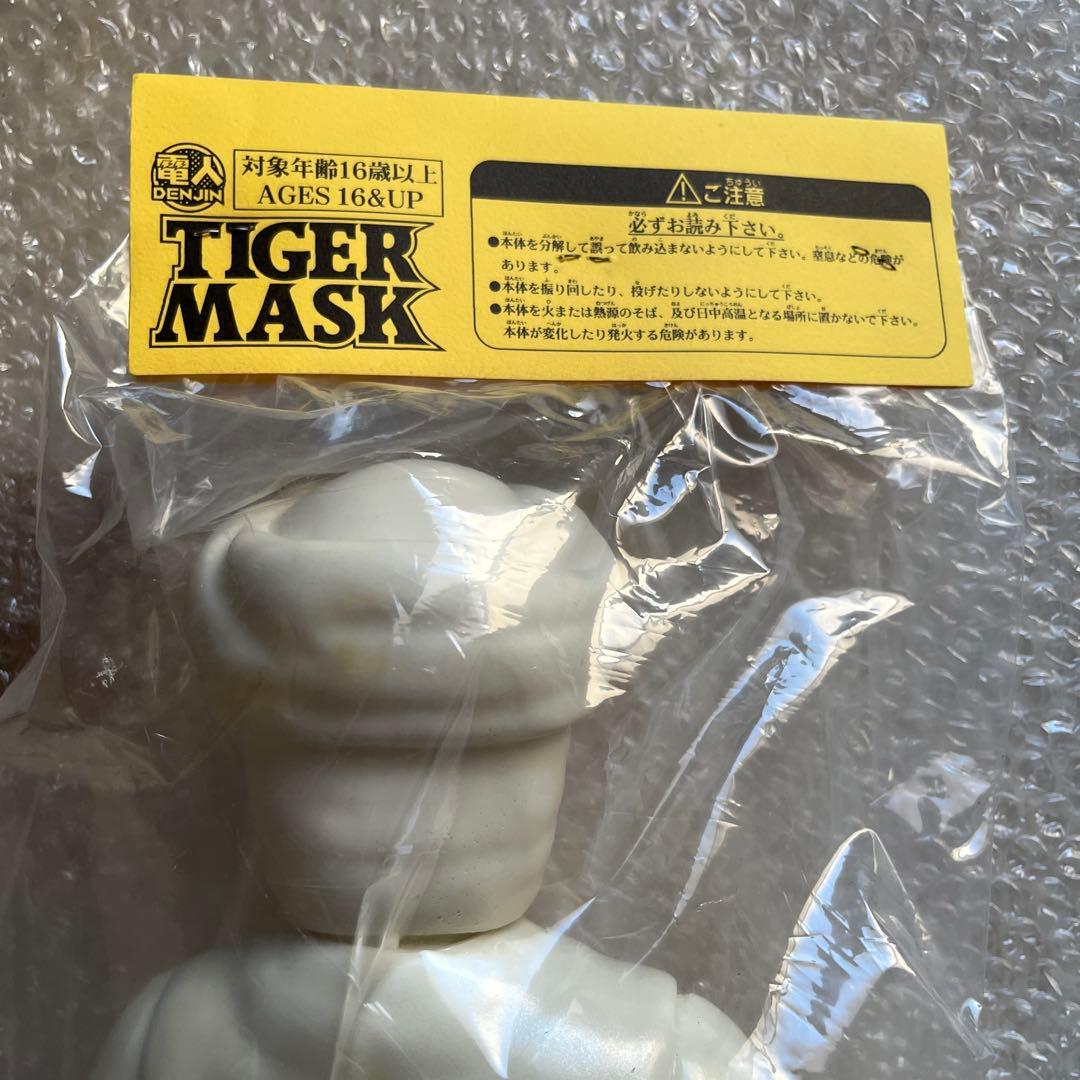 電人
DENJIN
対象年齢16歳以上
AGES 16&UP
TIGER
MASK
ご注意
必ずお読み下さい。
●本体を分解して誤って飲み込まないようにして下さい。窒息などの危険が
あります。
●本体を振り回したり、投げたりしないようにして下さい。
●本体を火または熱源のそば、及び日中高温となる場所に置かないで下さい。
本体が変化したり発火する危険があります。